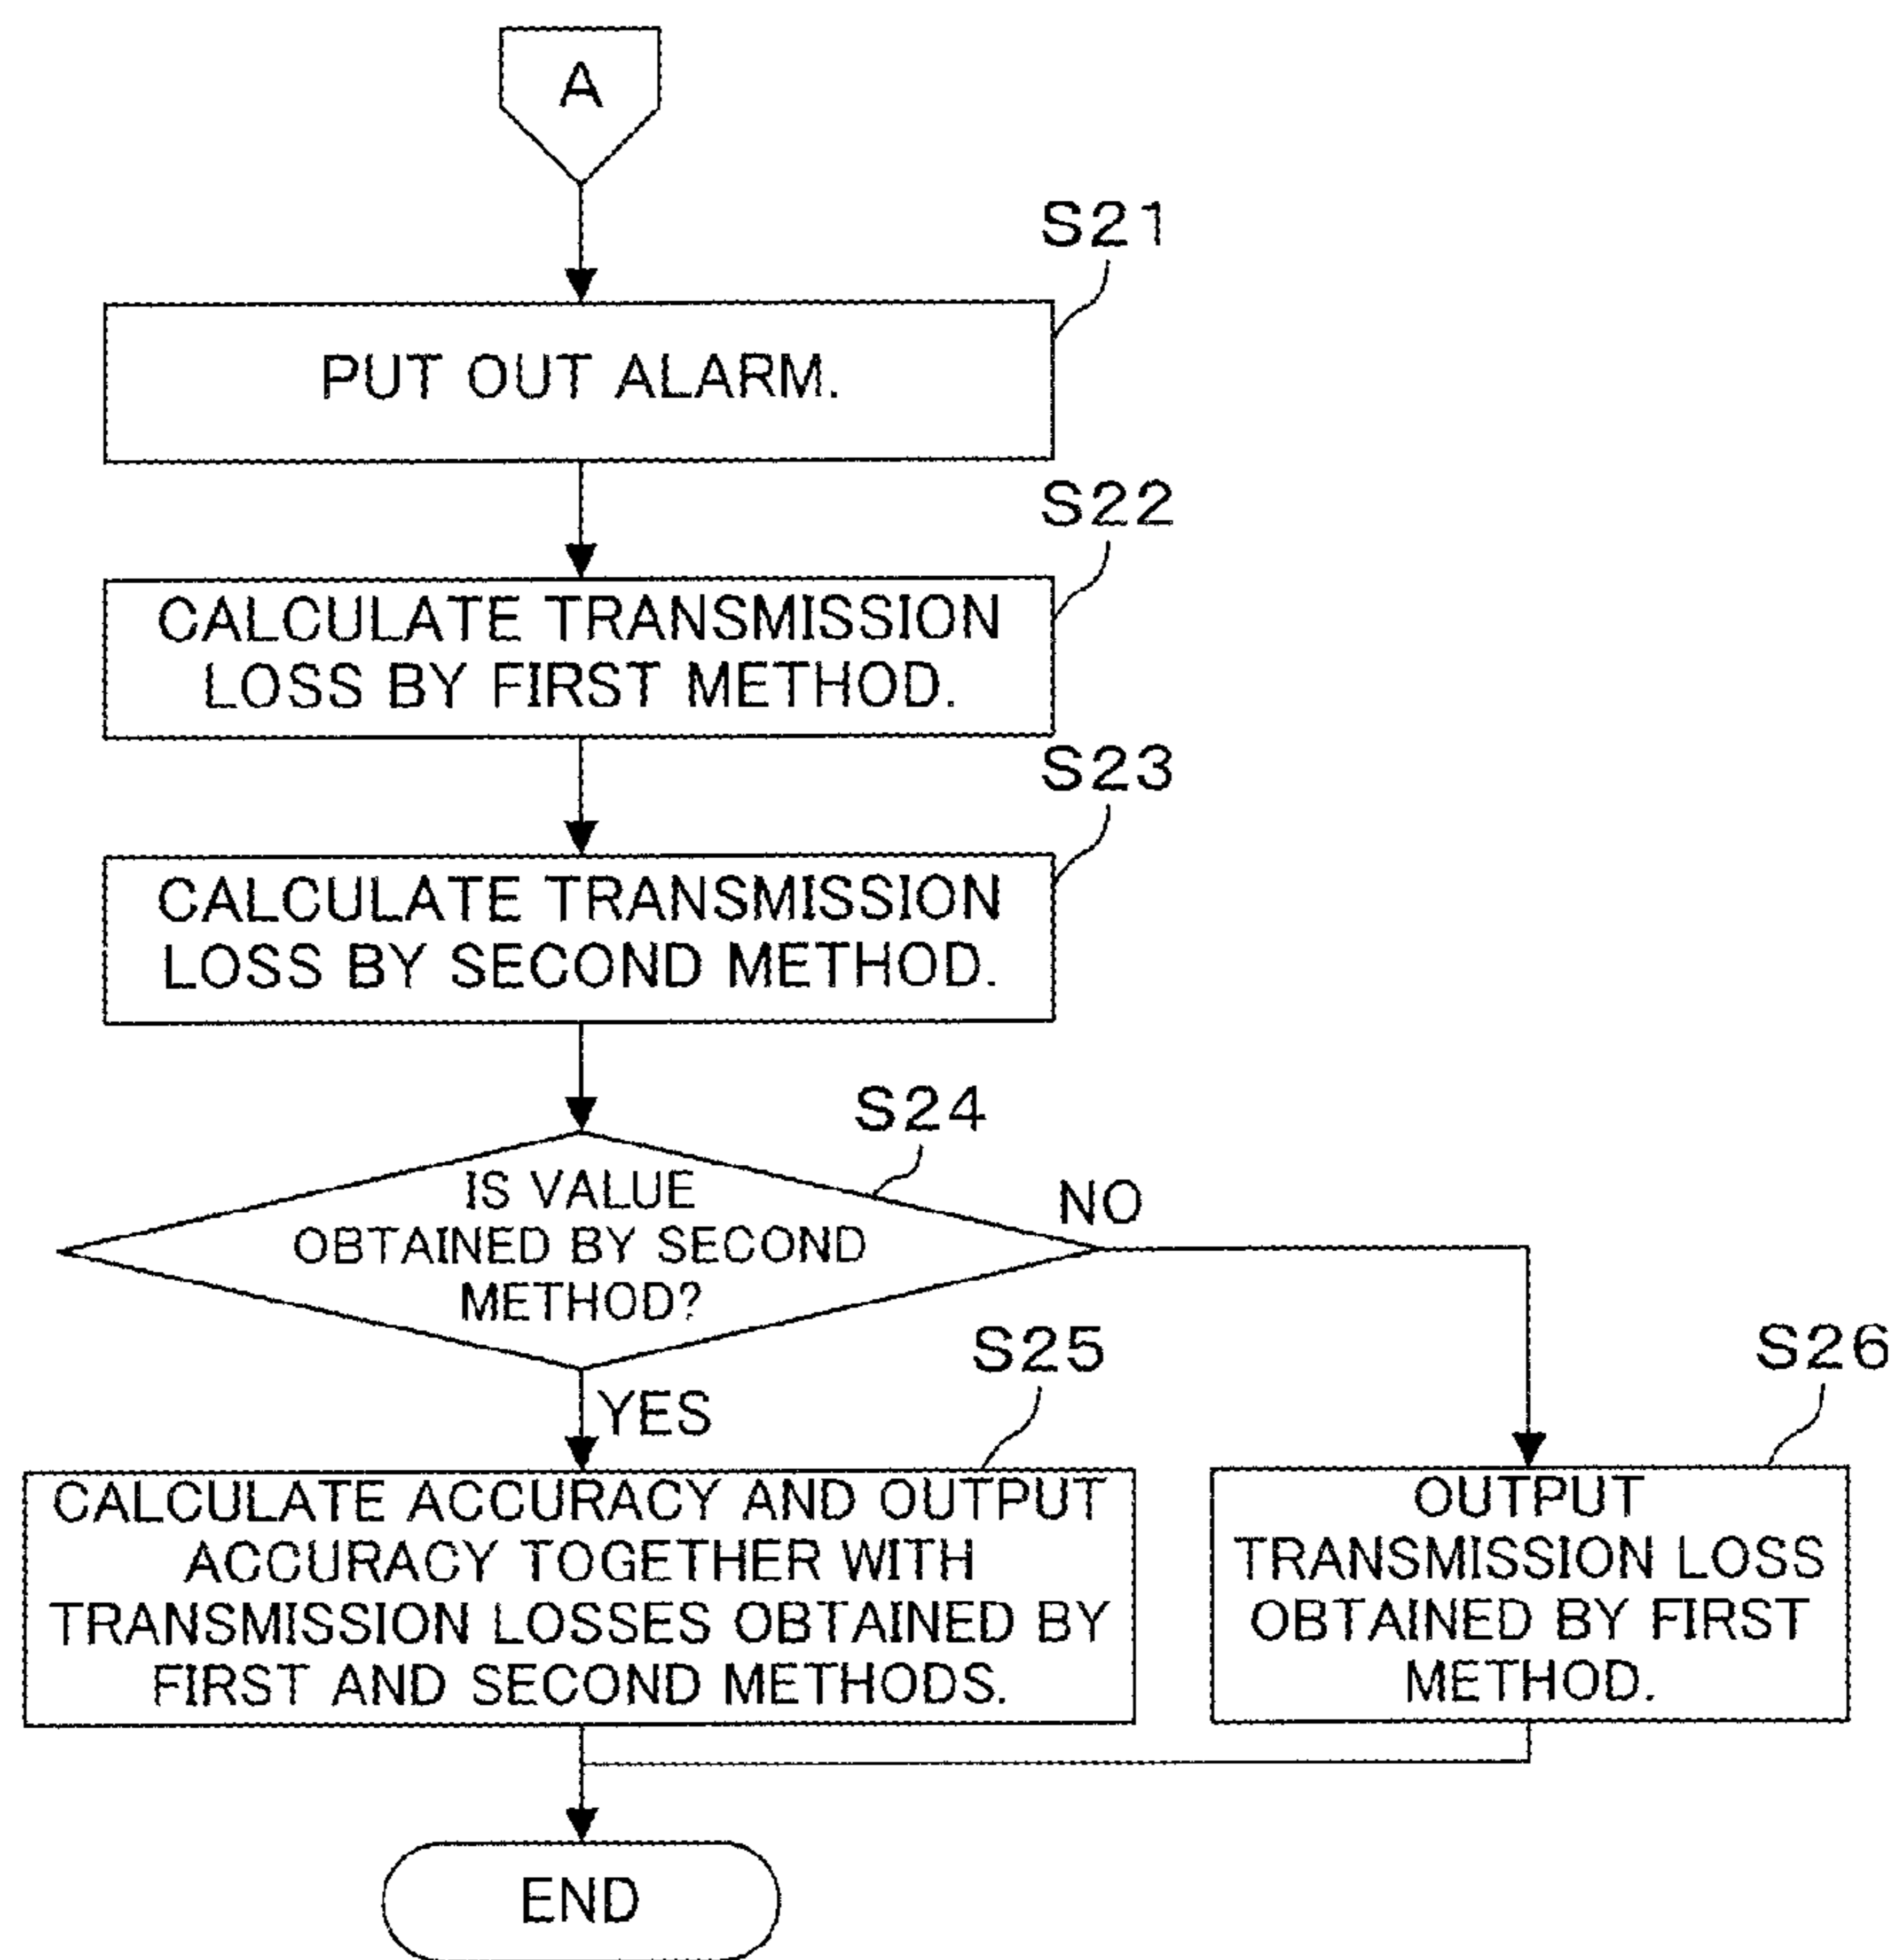 A
S21
PUT OUT ALARM.
S22
CALCULATE TRANSMISSION
LOSS BY FIRST METHOD.
S23
CALCULATE TRANSMISSION
LOSS BY SECOND METHOD.
S24
IS VALUE
OBTAINED BY SECOND
METHOD?
NO
YES
S25
CALCULATE ACCURACY AND OUTPUT
ACCURACY TOGETHER WITH
TRANSMISSION LOSSES OBTAINED BY
FIRST AND SECOND METHODS.
S26
OUTPUT
TRANSMISSION LOSS
OBTAINED BY FIRST
METHOD.
END